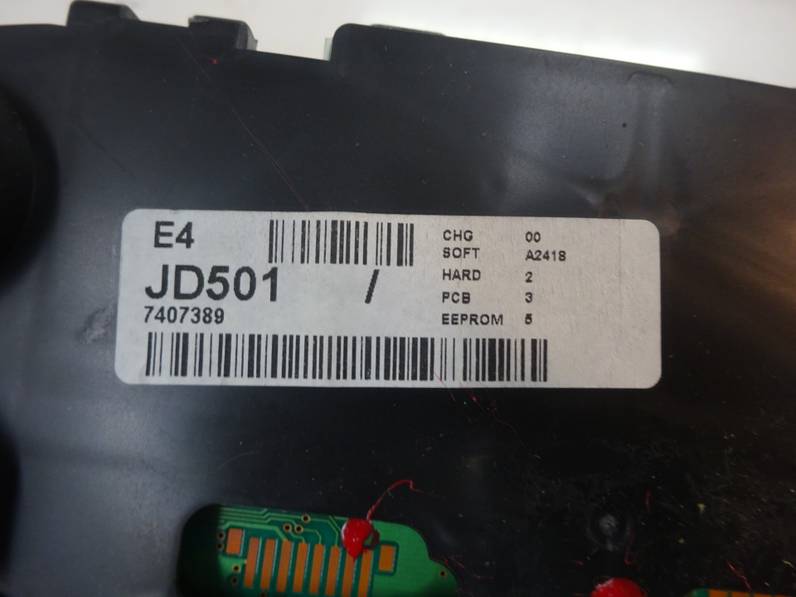 E4
JD501 /
7407389
CHG 00
SOFT A2418
HARD 2
PCB 3
EEPROM 5